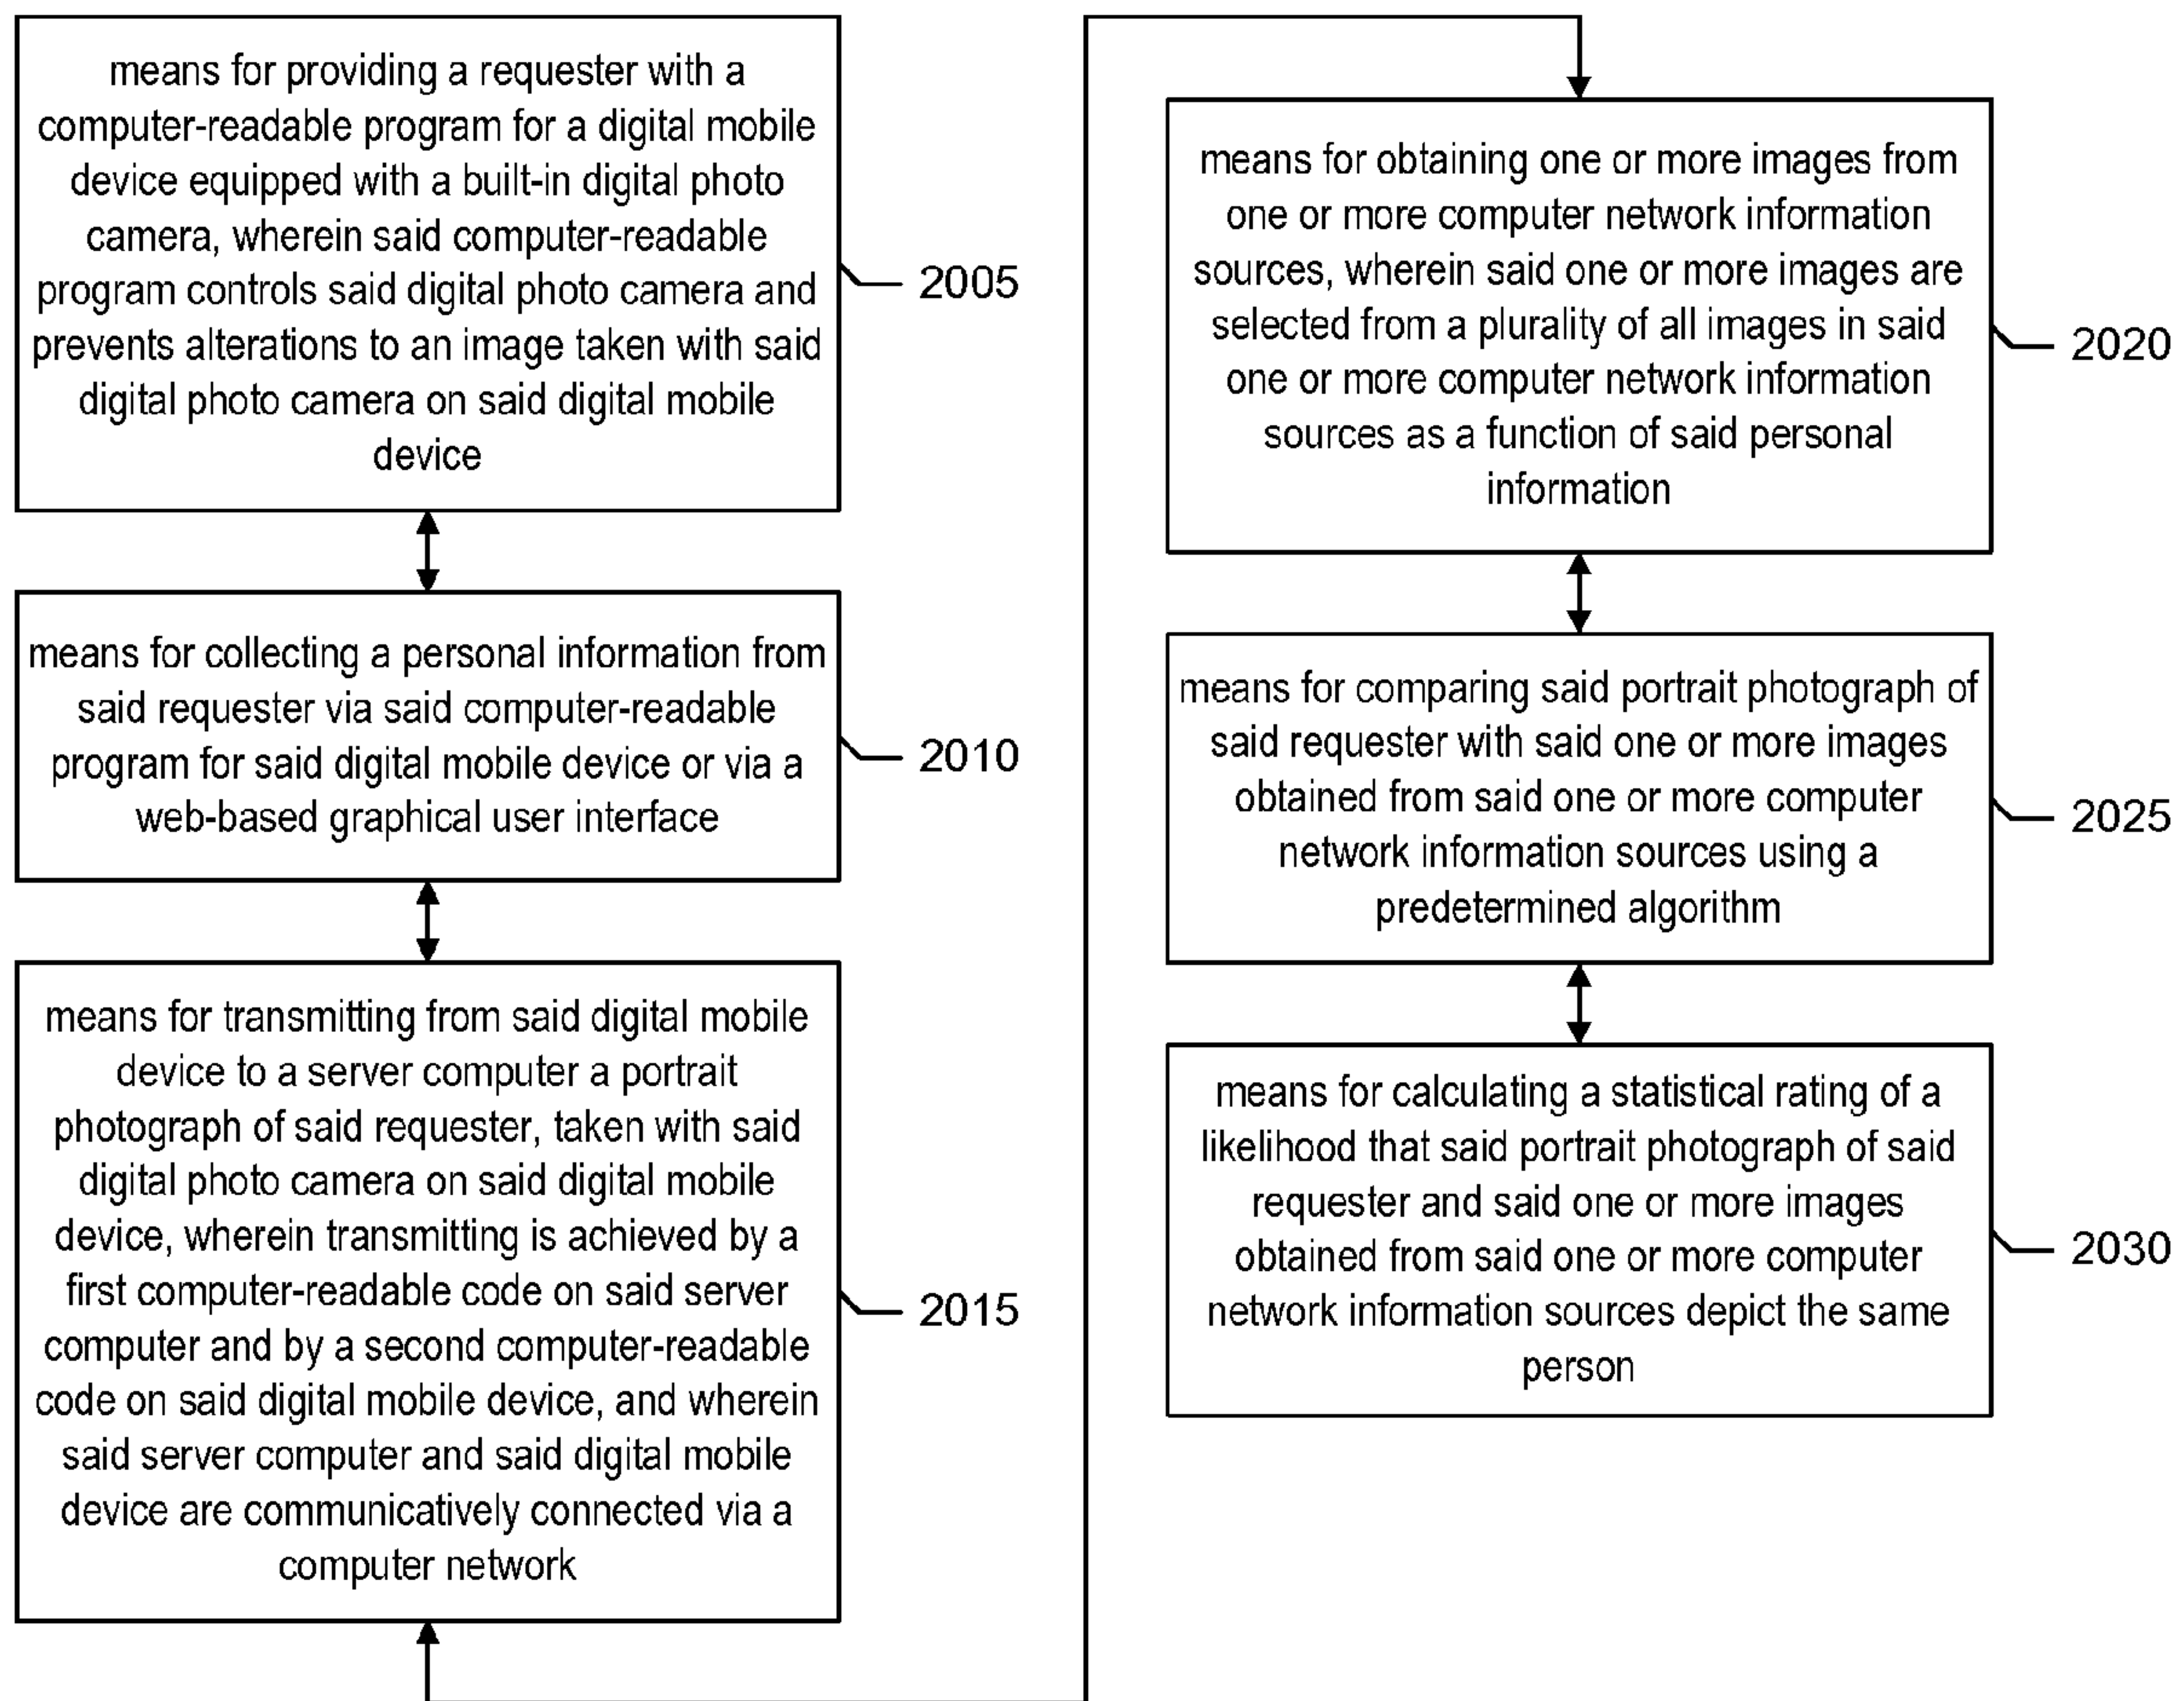 means for providing a requester with a
computer-readable program for a digital mobile
device equipped with a built-in digital photo
camera, wherein said computer-readable
program controls said digital photo camera and
prevents alterations to an image taken with said
digital photo camera on said digital mobile
device
2005
means for collecting a personal information from
said requester via said computer-readable
program for said digital mobile device or via a
web-based graphical user interface
2010
means for transmitting from said digital mobile
device to a server computer a portrait
photograph of said requester, taken with said
digital photo camera on said digital mobile
device, wherein transmitting is achieved by a
first computer-readable code on said server
computer and by a second computer-readable
code on said digital mobile device, and wherein
said server computer and said digital mobile
device are communicatively connected via a
computer network
2015
means for obtaining one or more images from
one or more computer network information
sources, wherein said one or more images are
selected from a plurality of all images in said
one or more computer network information
sources as a function of said personal
information
2020
means for comparing said portrait photograph of
said requester with said one or more images
obtained from said one or more computer
network information sources using a
predetermined algorithm
2025
means for calculating a statistical rating of a
likelihood that said portrait photograph of said
requester and said one or more images
obtained from said one or more computer
network information sources depict the same
person
2030